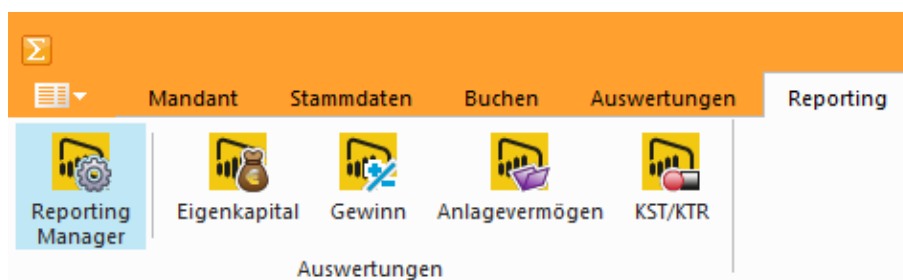 Mandant Stammdaten Buchen Auswertungen Reporting
Reporting Manager
Eigenkapital Gewinn Anlagevermögen KST/KTR
Auswertungen